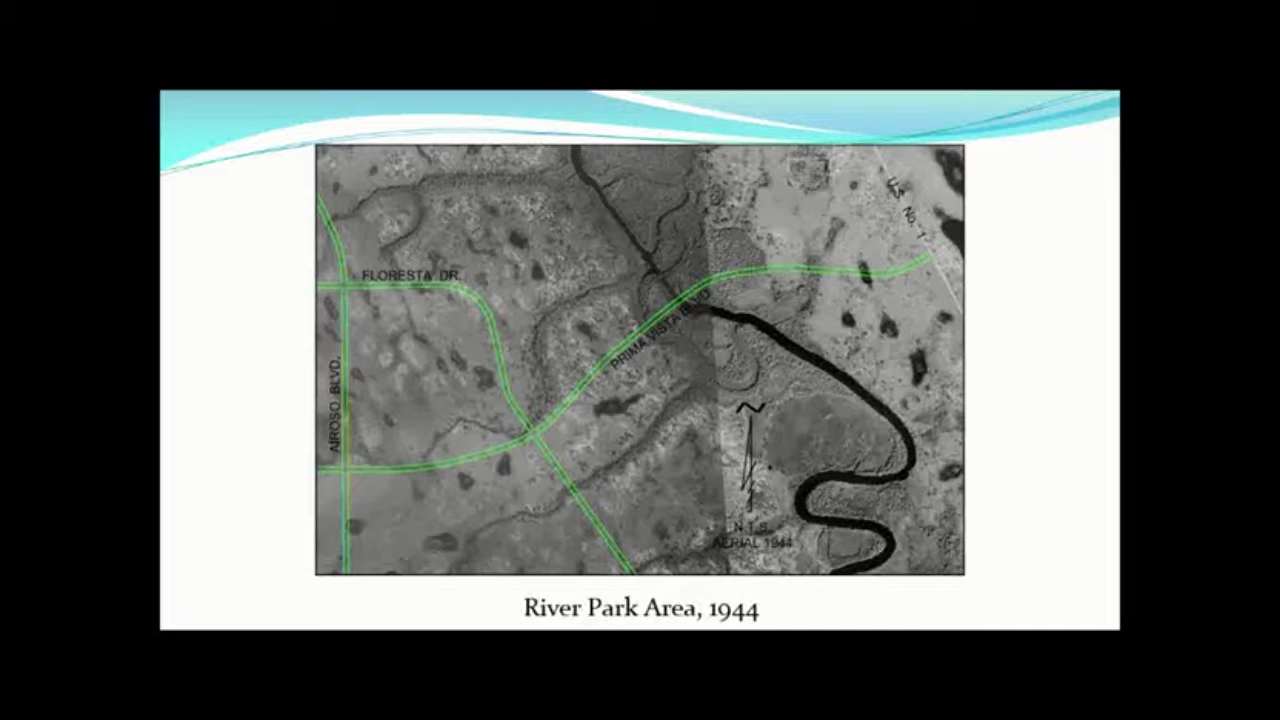 U.S. No. 1
FLORESTA DR.
PRIMA VISTA BLVD.
AIROSO BLVD.
N
N.T.S.
AERIAL 1944
River Park Area, 1944